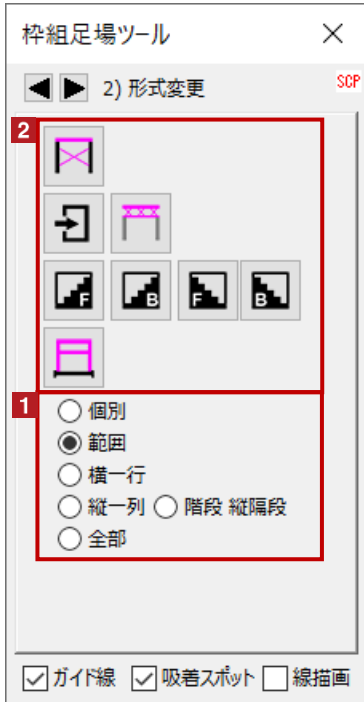 枠組足場ツール
2) 形式変更 SCP
2
F B F B
1
個別
範囲
横一行
縦一列 階段 縦隔段
全部
ガイド線 吸着スポット 線描画